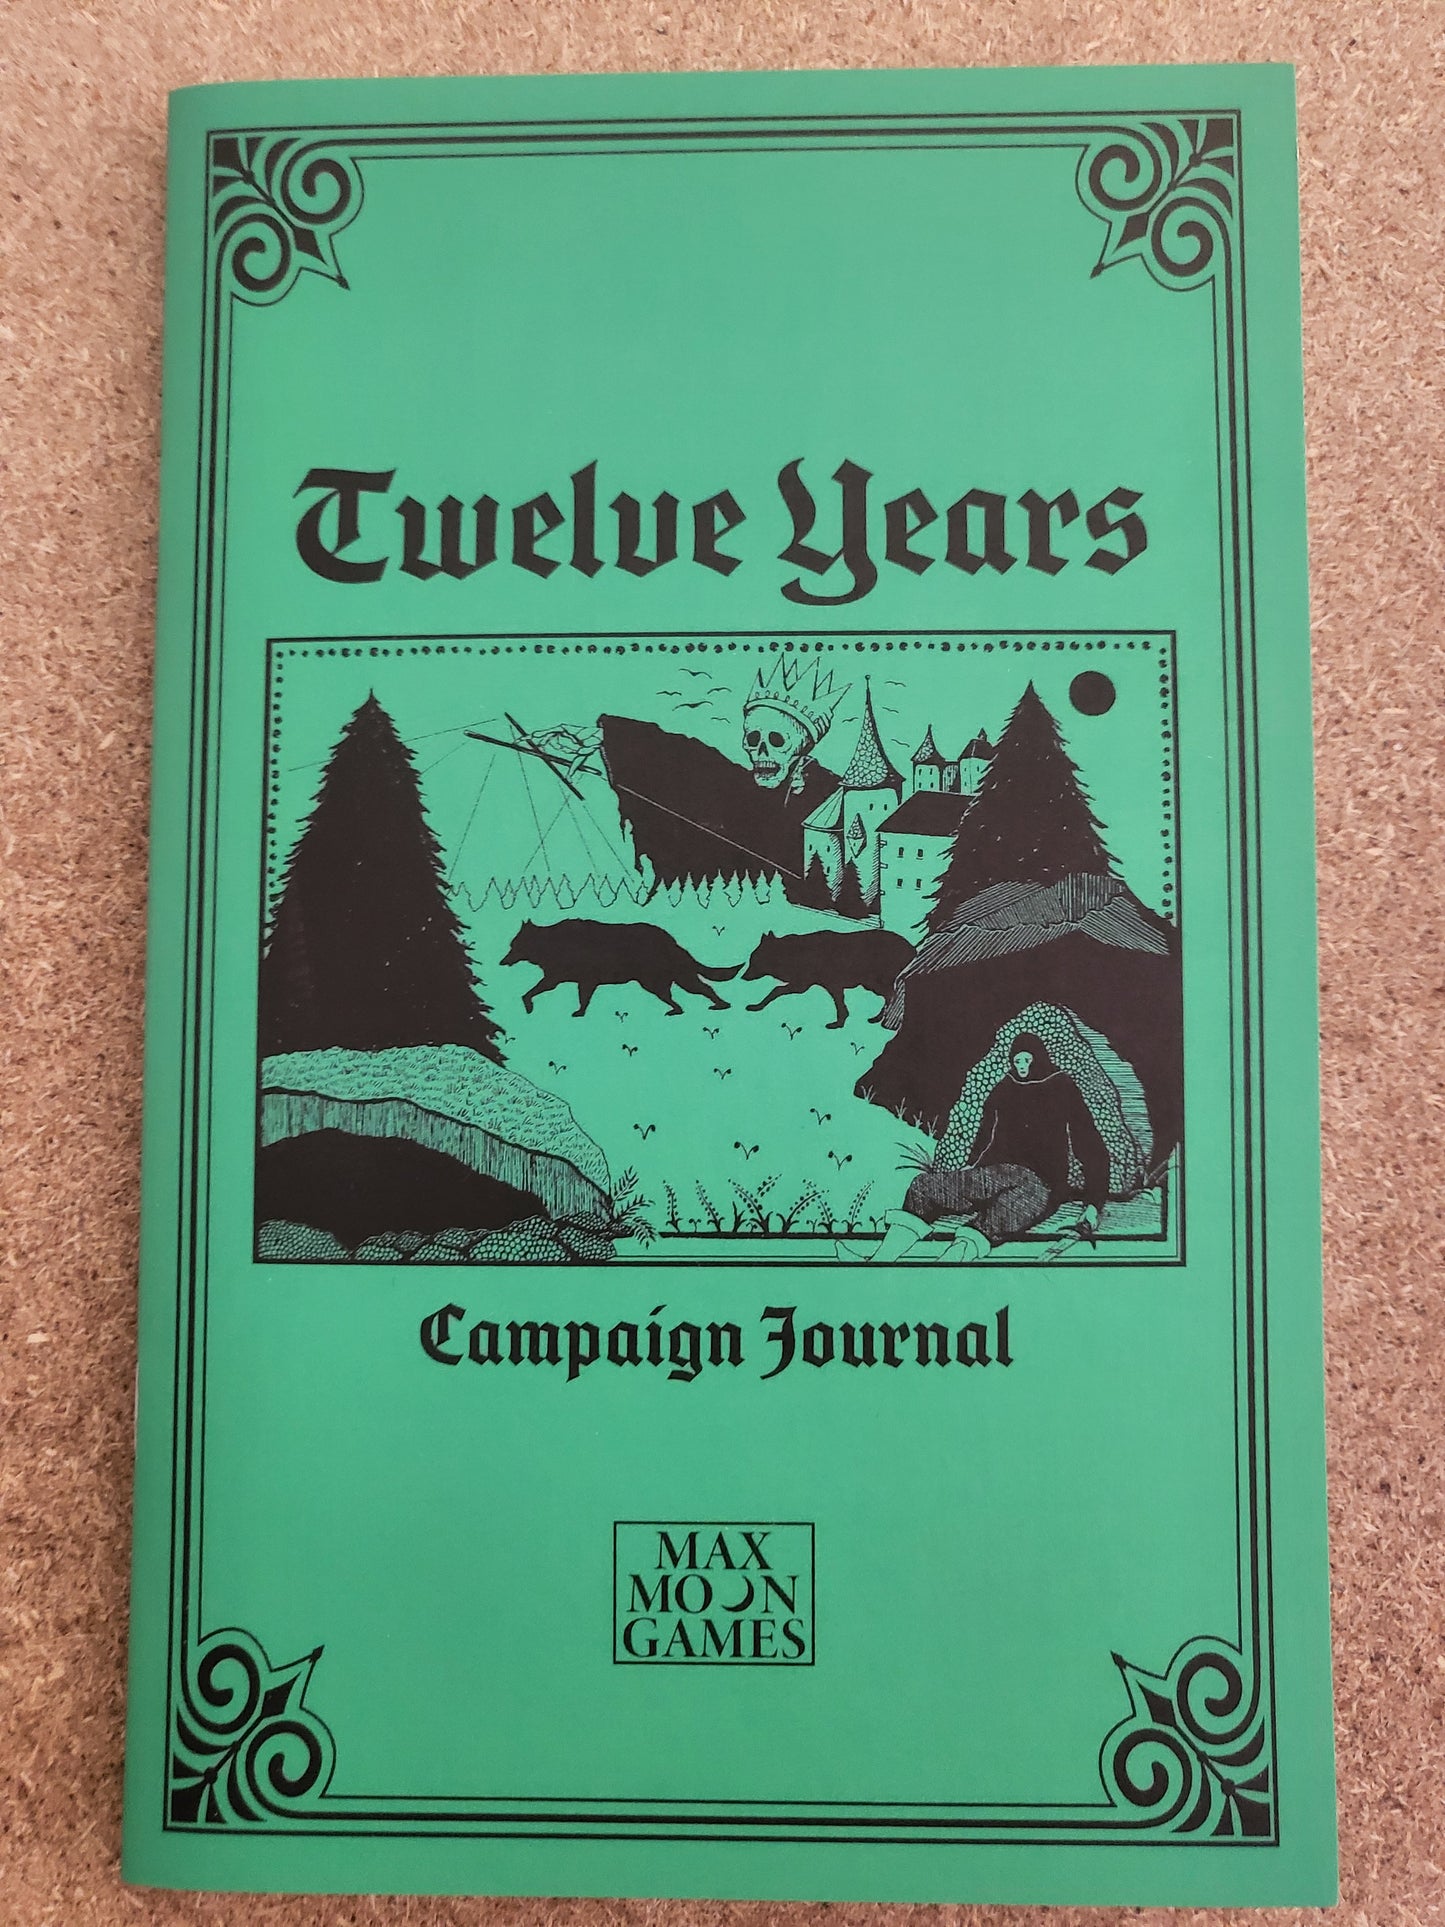 Twelve Years
Campaign Journal
MAX
MOON
GAMES